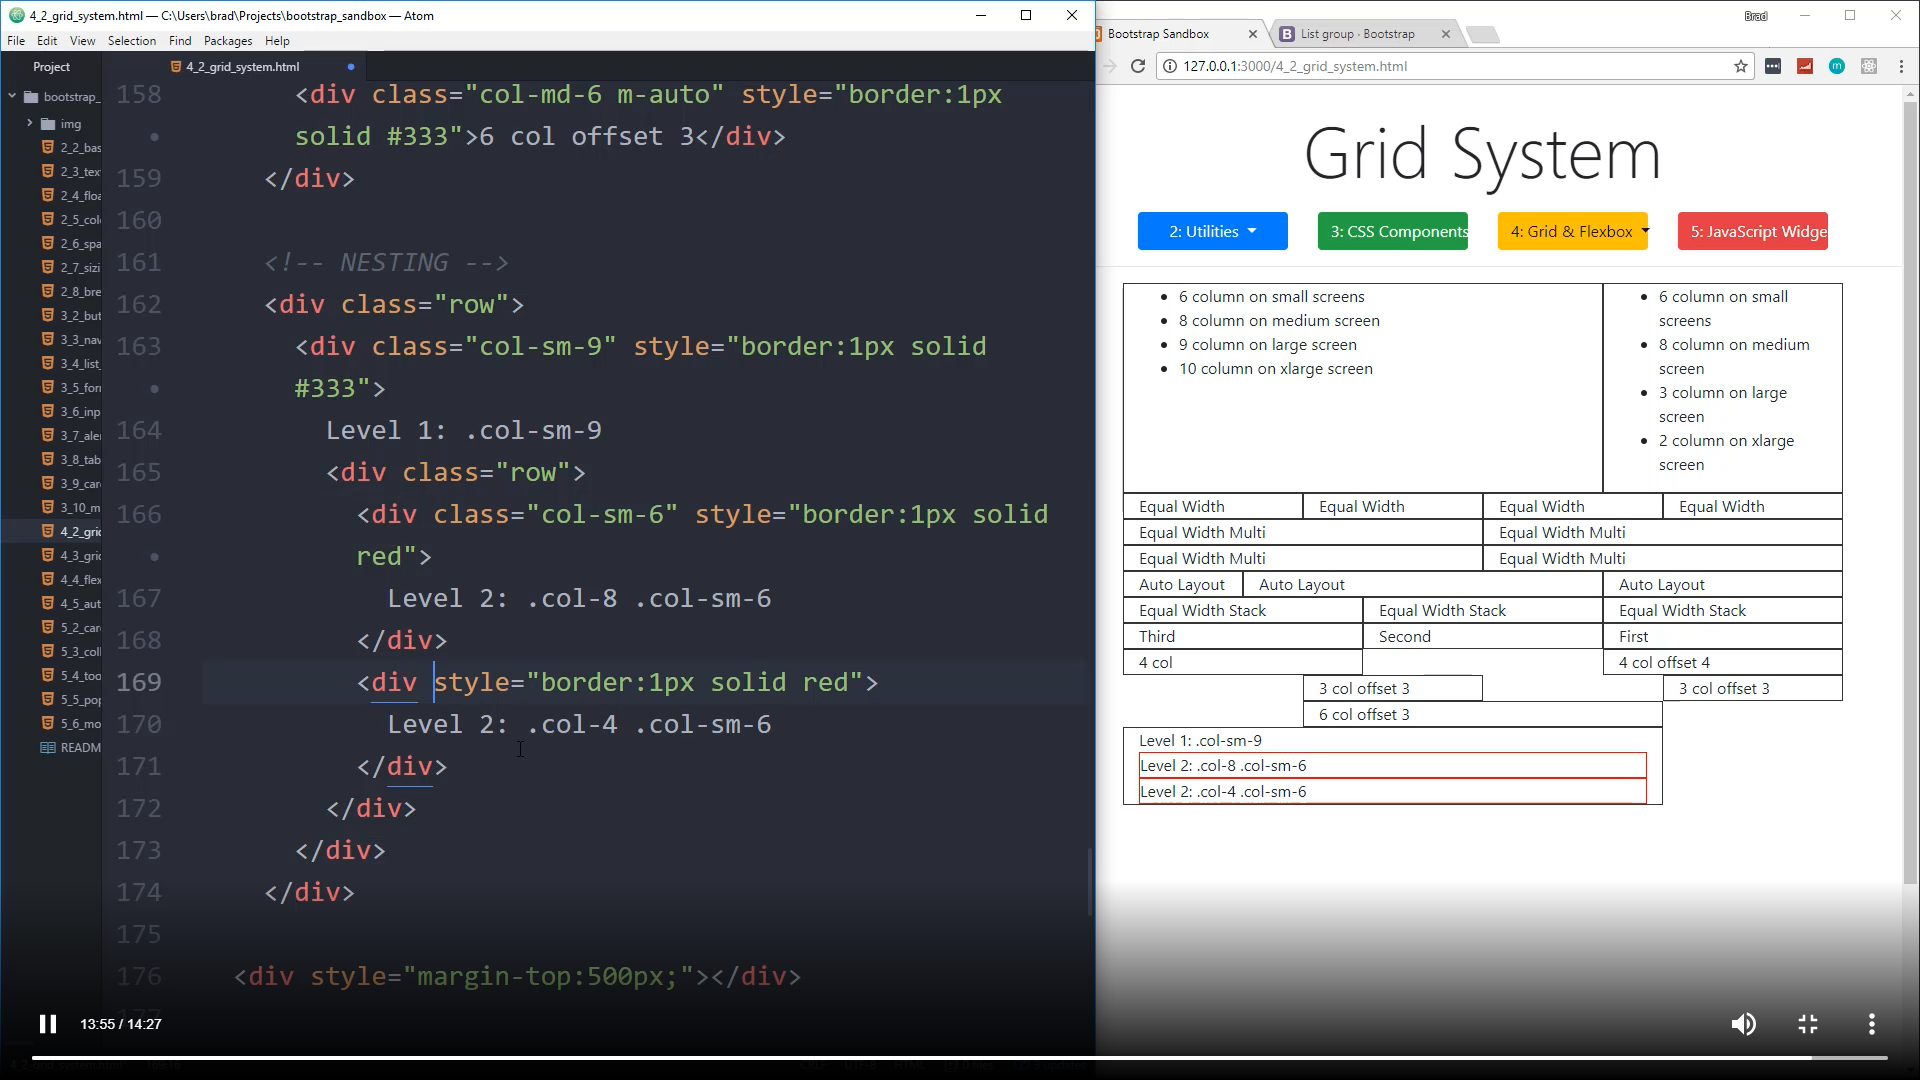 4_2_grid_system.html — C:\Users\brad\Projects\bootstrap_sandbox — Atom
File Edit View Selection Find Packages Help
Project
4_2_grid_system.html
bootstrap_
img
2_2_bas
2_3_tex
2_4_floa
2_5_colo
2_6_spa
2_7_sizi
2_8_bre
3_2_but
3_3_nav
3_4_list_
3_5_for
3_6_inp
3_7_ale
3_8_tab
3_9_car
3_10_m
4_2_gric
4_3_gric
4_4_flex
4_5_aut
5_2_car
5_3_coll
5_4_too
5_5_pop
5_6_mo
README
158 <div class="col-md-6 m-auto" style="border:1px
solid #333">6 col offset 3</div>
159 </div>
160
161 <!-- NESTING -->
162 <div class="row">
163 <div class="col-sm-9" style="border:1px solid
#333">
164 Level 1: .col-sm-9
165 <div class="row">
166 <div class="col-sm-6" style="border:1px solid
red">
167 Level 2: .col-8 .col-sm-6
168 </div>
169 <div style="border:1px solid red">
170 Level 2: .col-4 .col-sm-6
171 </div>
172 </div>
173 </div>
174 </div>
175
176 <div style="margin-top:500px;"></div>
13:55 / 14:27
Brad
Bootstrap Sandbox
List group · Bootstrap
127.0.0.1:3000/4_2_grid_system.html
Grid System
2: Utilities
3: CSS Components
4: Grid & Flexbox
5: JavaScript Widge
6 column on small screens
8 column on medium screen
9 column on large screen
10 column on xlarge screen
6 column on small
screens
8 column on medium
screen
3 column on large
screen
2 column on xlarge
screen
Equal Width Equal Width Equal Width Equal Width
Equal Width Multi Equal Width Multi
Equal Width Multi Equal Width Multi
Auto Layout Auto Layout Auto Layout
Equal Width Stack Equal Width Stack Equal Width Stack
Third Second First
4 col 4 col offset 4
3 col offset 3 3 col offset 3
6 col offset 3
Level 1: .col-sm-9
Level 2: .col-8 .col-sm-6
Level 2: .col-4 .col-sm-6